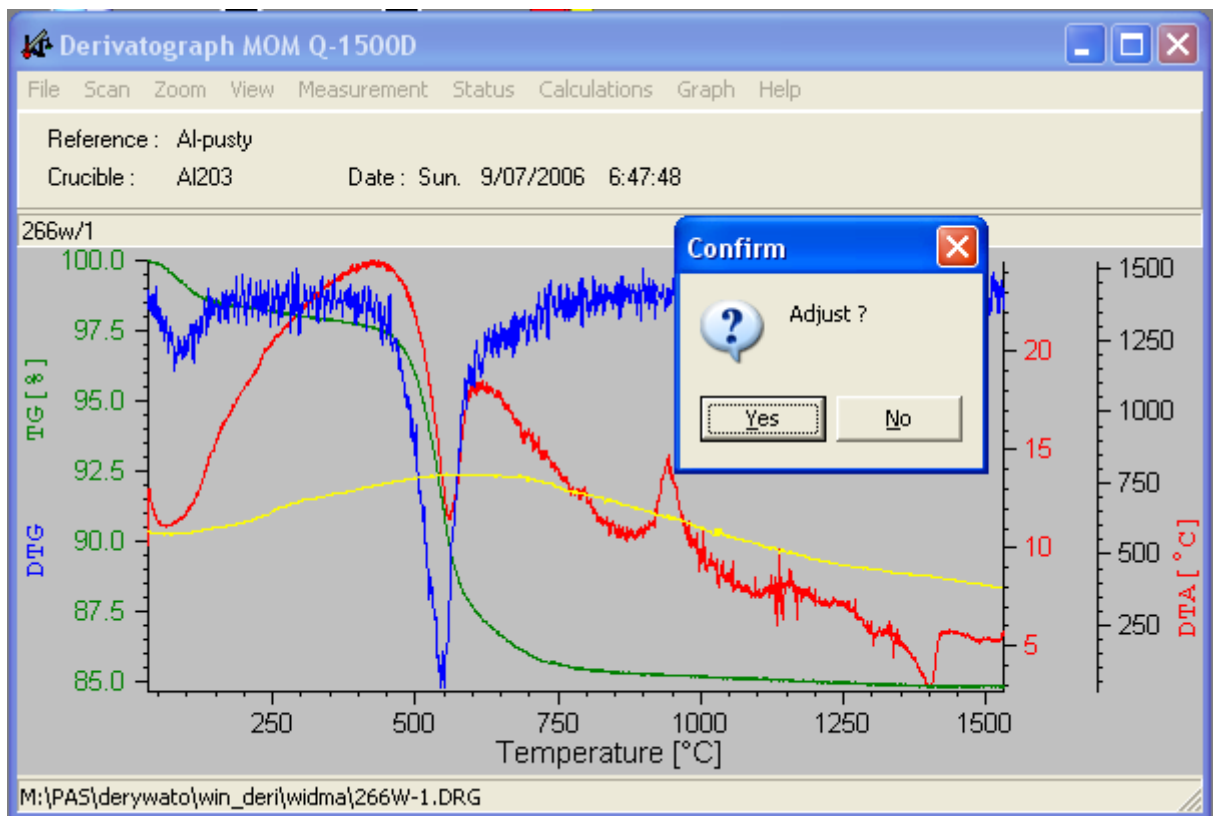 Derivatograph MOM Q-1500D
File Scan Zoom View Measurement Status Calculations Graph Help
Reference : Al-pusty
Crucible : Al2O3 Date : Sun. 9/07/2006 6:47:48
266w/1
Confirm
Adjust ?
Yes No
TG [%]
DTG
100.0
97.5
95.0
92.5
90.0
87.5
85.0
20
15
10
5
1500
1250
1000
750
500
250
DTA [°C]
250 500 750 1000 1250 1500
Temperature [°C]
M:\PAS\derywato\win_deri\widma\266W-1.DRG